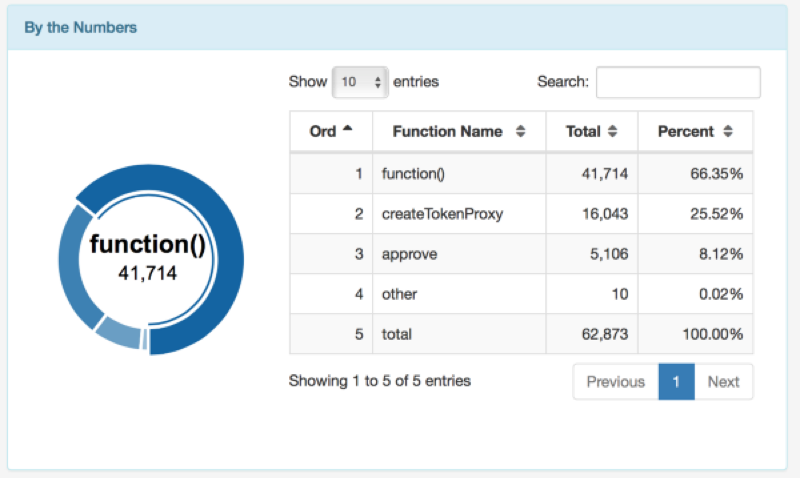 By the Numbers
Show 10 entries Search:
Ord Function Name Total Percent
1 function() 41,714 66.35%
2 createTokenProxy 16,043 25.52%
3 approve 5,106 8.12%
4 other 10 0.02%
5 total 62,873 100.00%
function()
41,714
Showing 1 to 5 of 5 entries Previous 1 Next